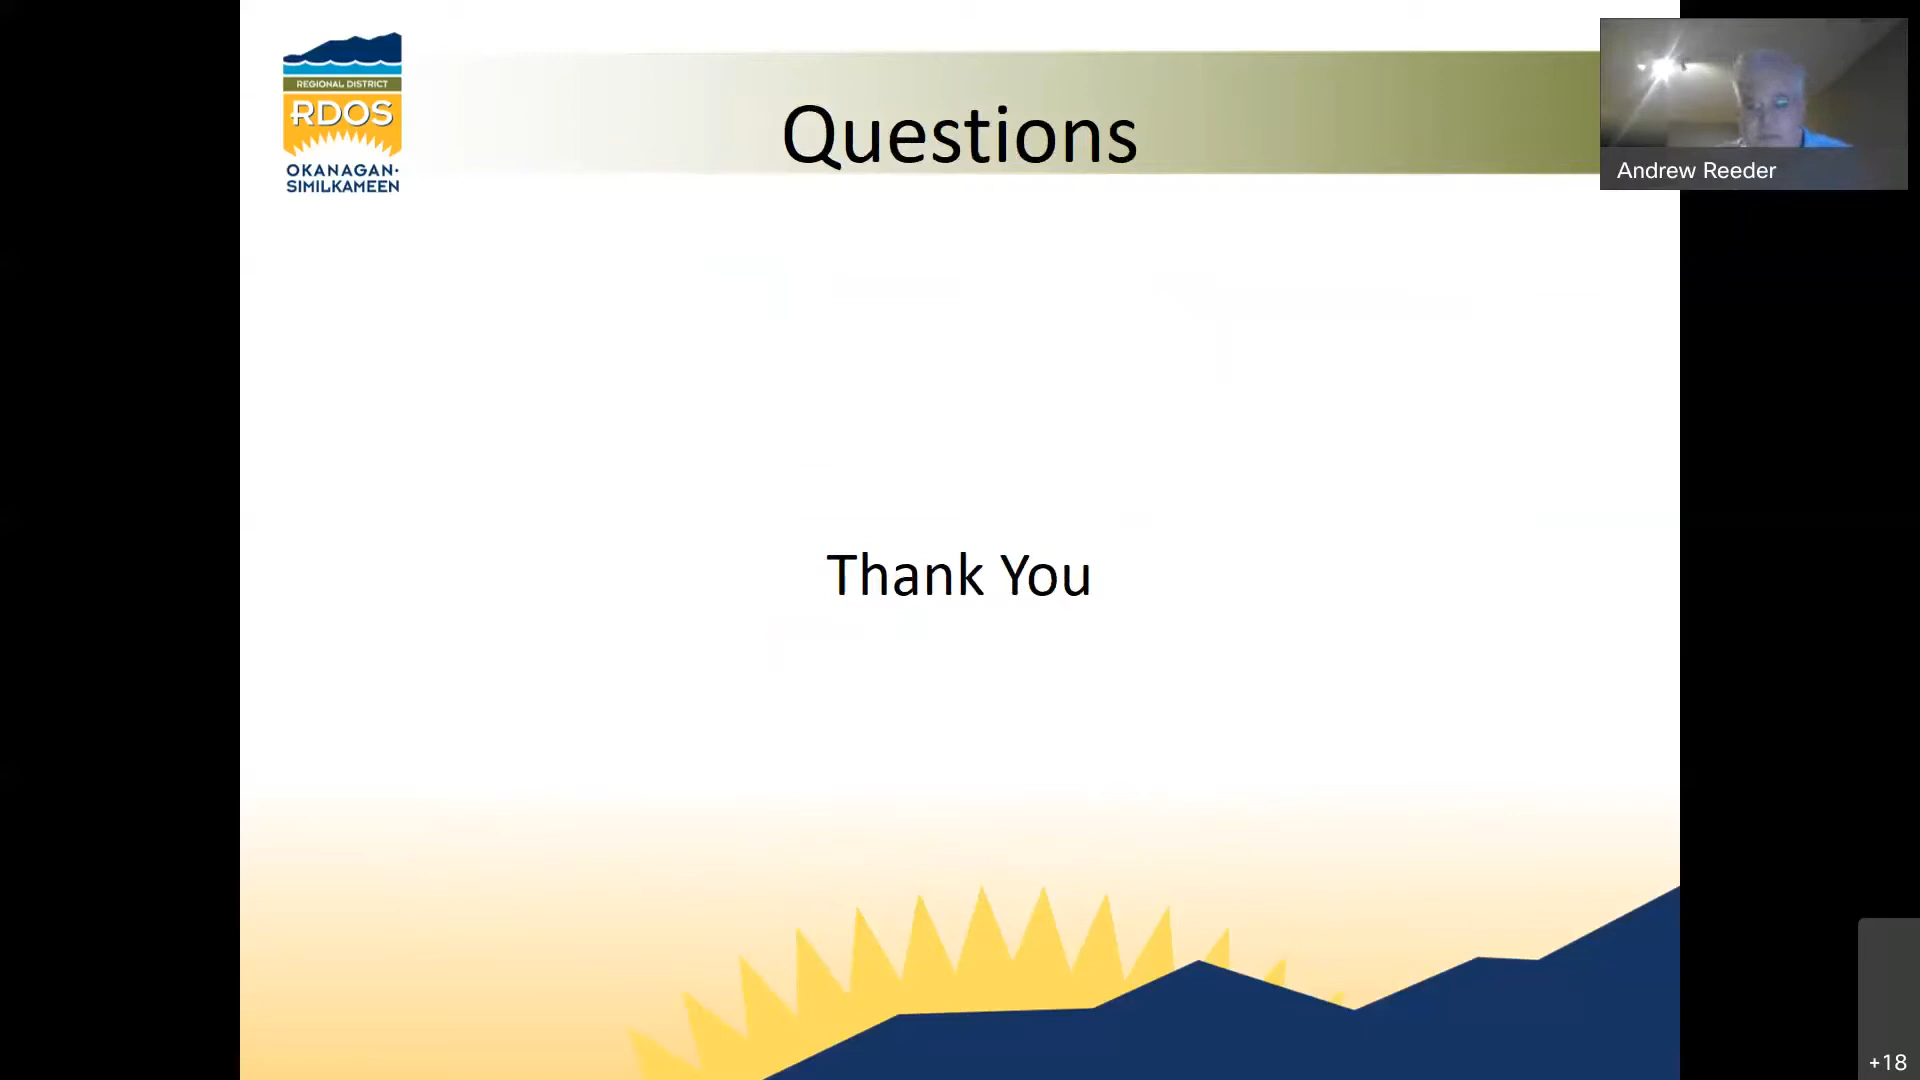 REGIONAL DISTRICT
RDOS
OKANAGAN·
SIMILKAMEEN
Questions
Andrew Reeder
Thank You
+18